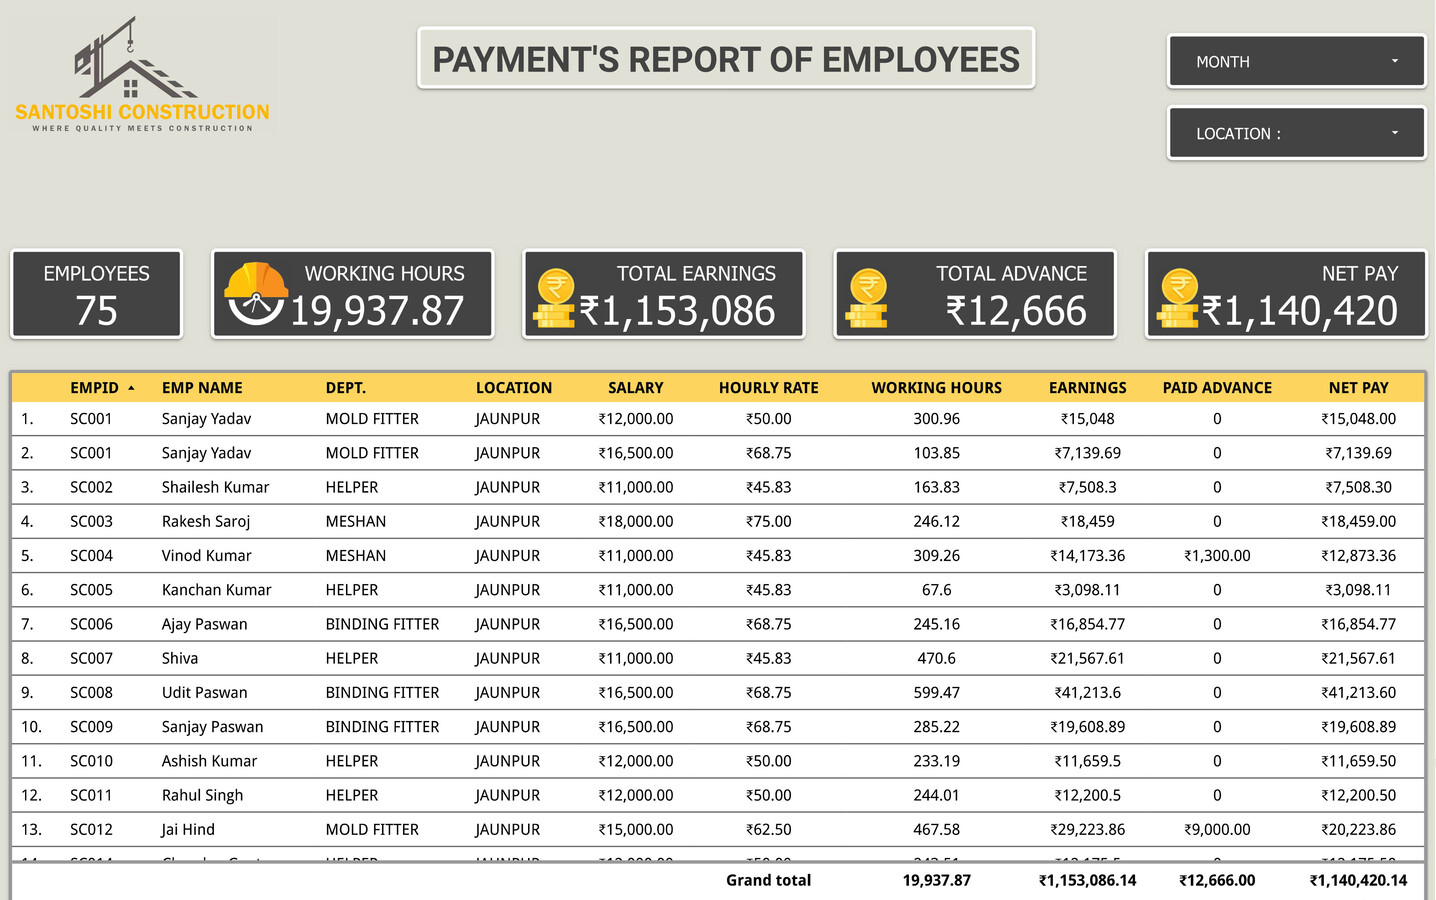 SANTOSHI CONSTRUCTION
WHERE QUALITY MEETS CONSTRUCTION
PAYMENT'S REPORT OF EMPLOYEES
MONTH
LOCATION :
EMPLOYEES
75
WORKING HOURS
19,937.87
TOTAL EARNINGS
₹1,153,086
TOTAL ADVANCE
₹12,666
NET PAY
₹1,140,420
EMPID EMP NAME DEPT. LOCATION SALARY HOURLY RATE WORKING HOURS EARNINGS PAID ADVANCE NET PAY
1. SC001 Sanjay Yadav MOLD FITTER JAUNPUR ₹12,000.00 ₹50.00 300.96 ₹15,048 0 ₹15,048.00
2. SC001 Sanjay Yadav MOLD FITTER JAUNPUR ₹16,500.00 ₹68.75 103.85 ₹7,139.69 0 ₹7,139.69
3. SC002 Shailesh Kumar HELPER JAUNPUR ₹11,000.00 ₹45.83 163.83 ₹7,508.3 0 ₹7,508.30
4. SC003 Rakesh Saroj MESHAN JAUNPUR ₹18,000.00 ₹75.00 246.12 ₹18,459 0 ₹18,459.00
5. SC004 Vinod Kumar MESHAN JAUNPUR ₹11,000.00 ₹45.83 309.26 ₹14,173.36 ₹1,300.00 ₹12,873.36
6. SC005 Kanchan Kumar HELPER JAUNPUR ₹11,000.00 ₹45.83 67.6 ₹3,098.11 0 ₹3,098.11
7. SC006 Ajay Paswan BINDING FITTER JAUNPUR ₹16,500.00 ₹68.75 245.16 ₹16,854.77 0 ₹16,854.77
8. SC007 Shiva HELPER JAUNPUR ₹11,000.00 ₹45.83 470.6 ₹21,567.61 0 ₹21,567.61
9. SC008 Udit Paswan BINDING FITTER JAUNPUR ₹16,500.00 ₹68.75 599.47 ₹41,213.6 0 ₹41,213.60
10. SC009 Sanjay Paswan BINDING FITTER JAUNPUR ₹16,500.00 ₹68.75 285.22 ₹19,608.89 0 ₹19,608.89
11. SC010 Ashish Kumar HELPER JAUNPUR ₹12,000.00 ₹50.00 233.19 ₹11,659.5 0 ₹11,659.50
12. SC011 Rahul Singh HELPER JAUNPUR ₹12,000.00 ₹50.00 244.01 ₹12,200.5 0 ₹12,200.50
13. SC012 Jai Hind MOLD FITTER JAUNPUR ₹15,000.00 ₹62.50 467.58 ₹29,223.86 ₹9,000.00 ₹20,223.86
Grand total 19,937.87 ₹1,153,086.14 ₹12,666.00 ₹1,140,420.14